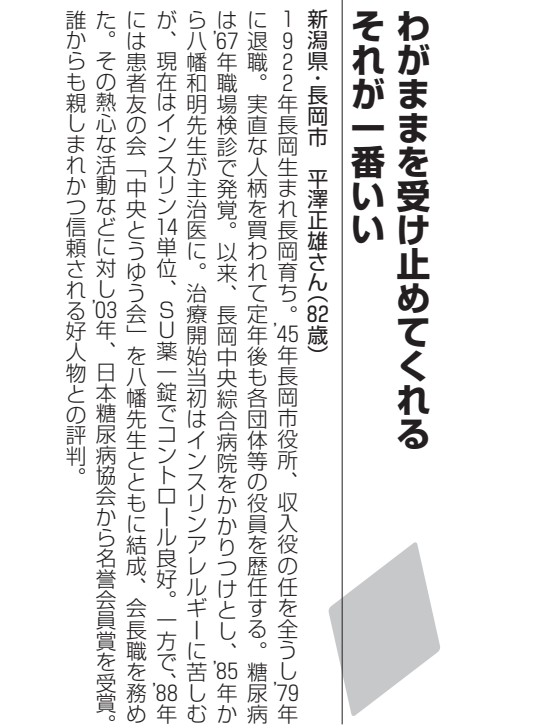 わがままを受け止めてくれる
それが一番いい
新潟県・長岡市　平澤正雄さん（82歳）
1922年長岡生まれ長岡育ち。'45年長岡市役所、収入役の任を全うし'79年
に退職。実直な人柄を買われて定年後も各団体等の役員を歴任する。糖尿病
は'67年職場検診で発覚。以来、長岡中央綜合病院をかかりつけとし、'85年か
ら八幡和明先生が主治医に。治療開始当初はインスリンアレルギーに苦しむ
が、現在はインスリン14単位、SU薬一錠でコントロール良好。一方で、'88年
には患者友の会「中央とうゆう会」を八幡先生とともに結成、会長職を務め
た。その熱心な活動などに対し'03年、日本糖尿病協会から名誉会員賞を受賞。
誰からも親しまれかつ信頼される好人物との評判。